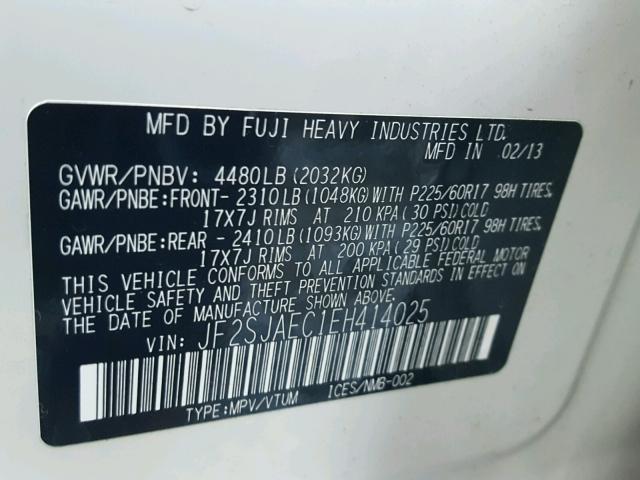 MFD BY FUJI HEAVY INDUSTRIES LTD.
MFD IN 02/13
GVWR/PNBV: 4480LB(2032KG)
GAWR/PNBE:FRONT-2310LB(1048KG)WITH P225/60R17 98H TIRES,
17X7J RIMS AT 210 KPA(30 PSI)COLD
GAWR/PNBE:REAR -2410LB(1093KG)WITH P225/60R17 98H TIRES,
17X7J RIMS AT 200 KPA(29 PSI)COLD
THIS VEHICLE CONFORMS TO ALL APPLICABLE FEDERAL MOTOR
VEHICLE SAFETY AND THEFT PREVENTION STANDARDS IN EFFECT ON
THE DATE OF MANUFACTURE SHOWN ABOVE.
VIN: JF2SJAEC1EH414025
TYPE:MPV/VTUM ICES/NMB-002